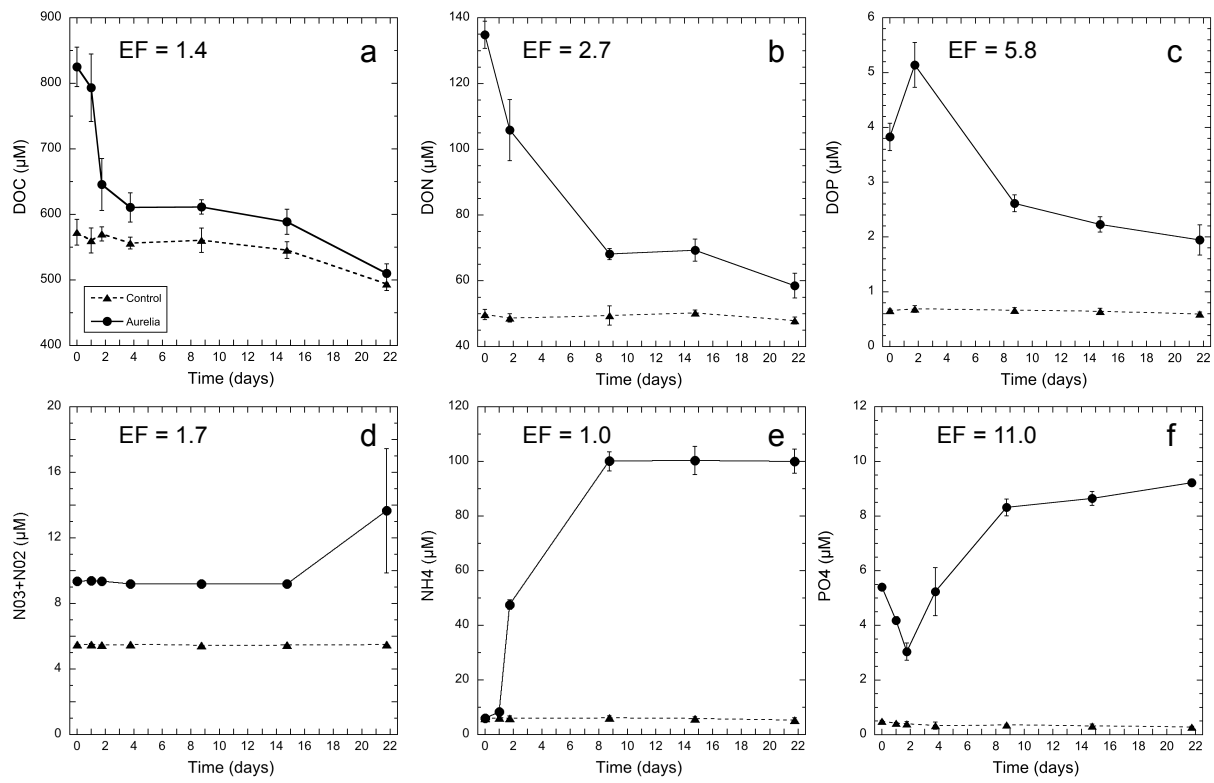 900
800
700
600
500
400
DOC (µM)
EF = 1.4
a
Control
Aurelia
0 2 4 6 8 10 12 14 16 18 20 22
Time (days)
140
120
100
80
60
40
DON (µM)
EF = 2.7
b
0 2 4 6 8 10 12 14 16 18 20 22
Time (days)
6
5
4
3
2
1
0
DOP (µM)
EF = 5.8
c
0 2 4 6 8 10 12 14 16 18 20 22
Time (days)
20
16
14
12
8
4
0
N03+N02 (µM)
EF = 1.7
d
0 2 4 6 8 10 12 14 16 18 20 22
Time (days)
120
100
80
60
40
20
0
NH4 (µM)
EF = 1.0
e
0 2 4 6 8 10 12 14 16 18 20 22
Time (days)
12
10
8
6
4
2
0
PO4 (µM)
EF = 11.0
f
0 2 4 6 8 10 12 14 16 18 20 22
Time (days)